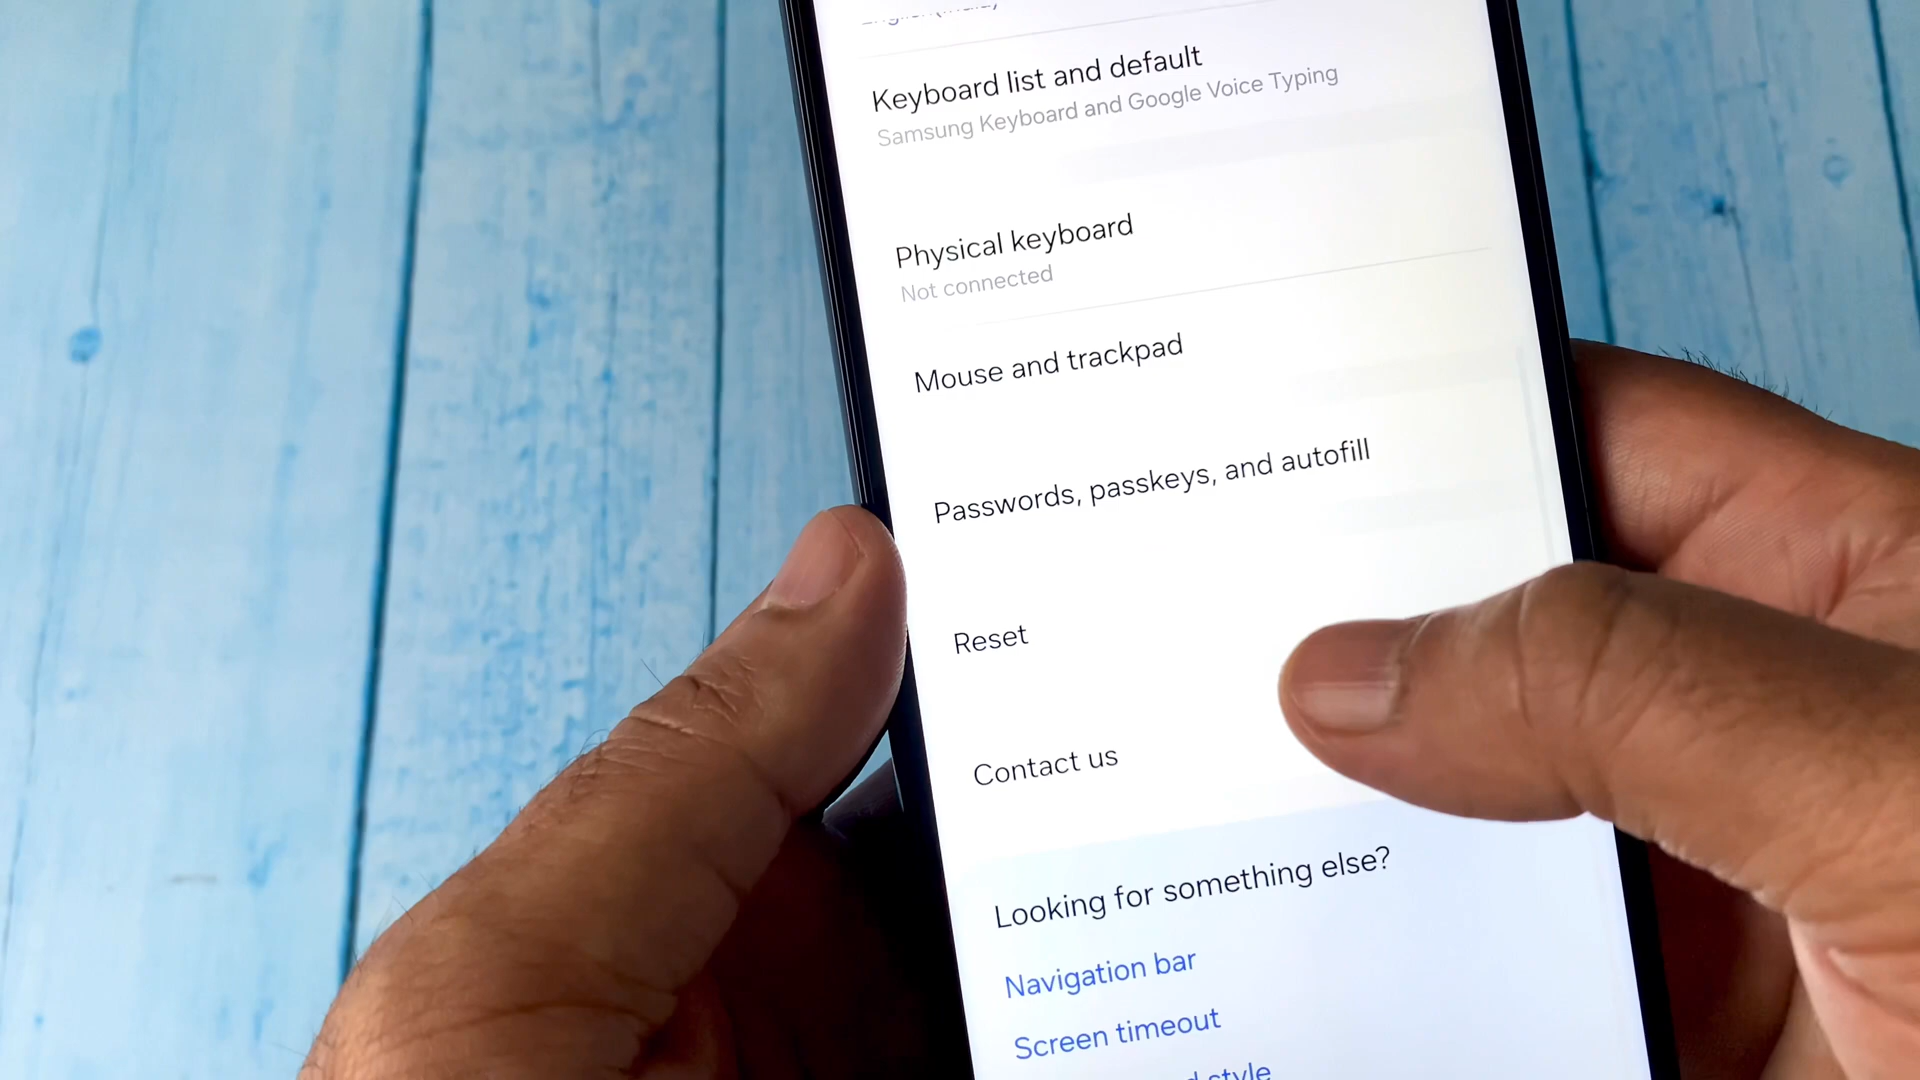 Keyboard list and default
Samsung Keyboard and Google Voice Typing
Physical keyboard
Not connected
Mouse and trackpad
Passwords, passkeys, and autofill
Reset
Contact us
Looking for something else?
Navigation bar
Screen timeout
style